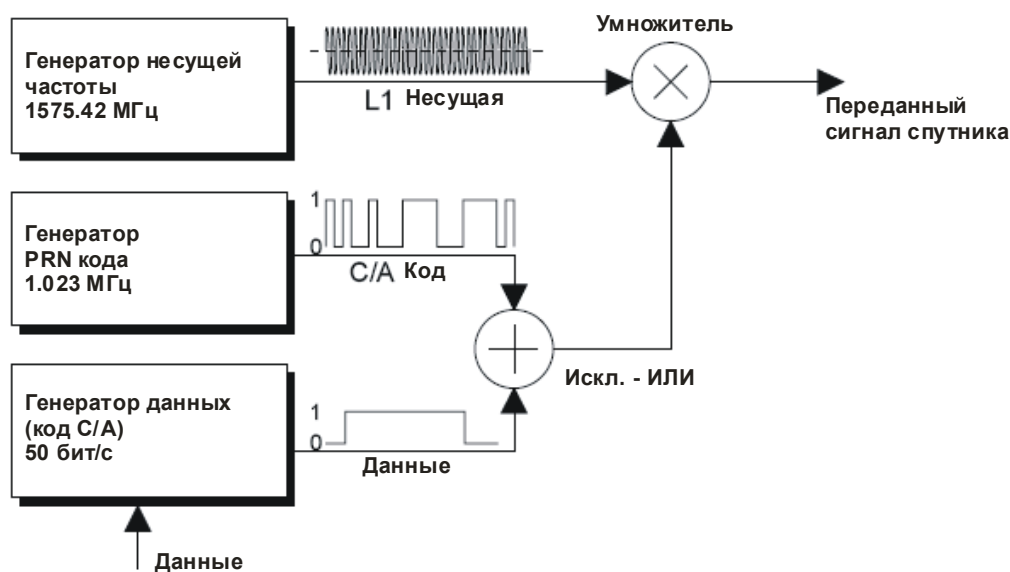 Умножитель
Генератор несущей
частоты
1575.42 МГц
L1 Несущая
Переданный
сигнал спутника
Генератор
PRN кода
1.023 МГц
1
0
C/A Код
Искл. - ИЛИ
Генератор данных
(код C/A)
50 бит/с
1
0
Данные
Данные